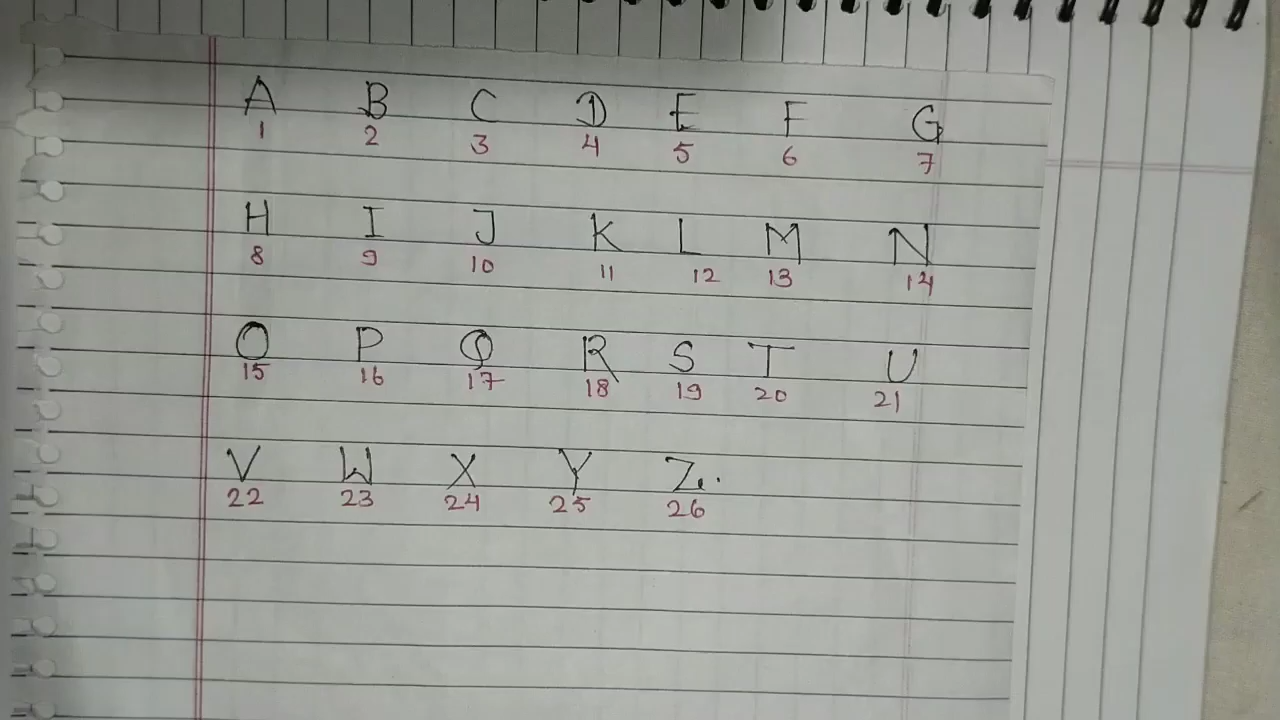 A B C D E F G
1 2 3 4 5 6 7
H I J K L M N
8 9 10 11 12 13 14
O P Q R S T U
15 16 17 18 19 20 21
V W X Y Z.
22 23 24 25 26